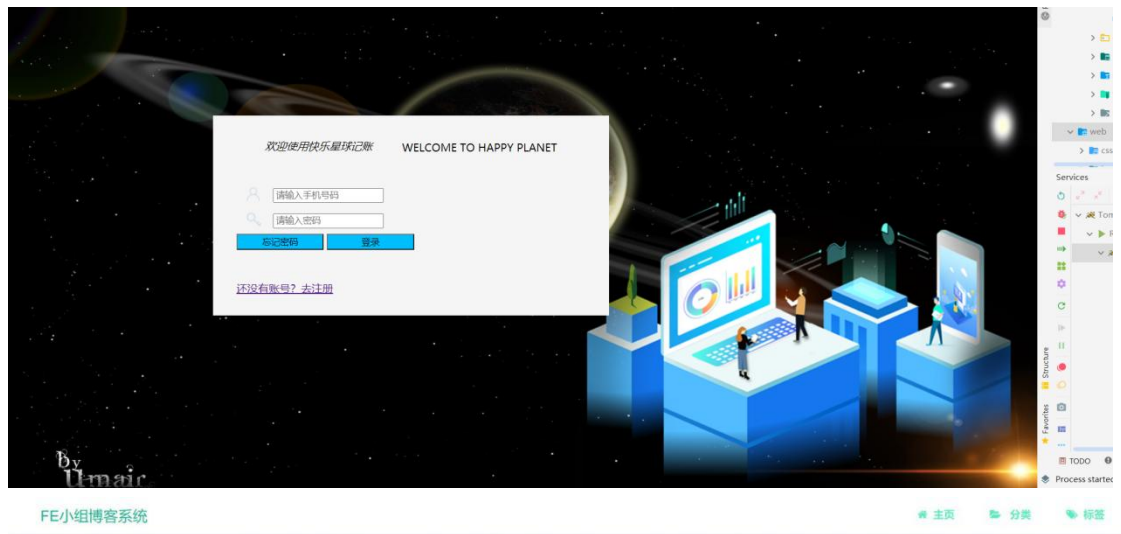 欢迎使用快乐星球记账 WELCOME TO HAPPY PLANET
请输入手机号码
请输入密码
忘记密码 登录
还没有账号？去注册
By
Umair
web
css
Services
Tom
R
Structure
Favorites
TODO
Process started
FE小组博客系统 主页 分类 标签